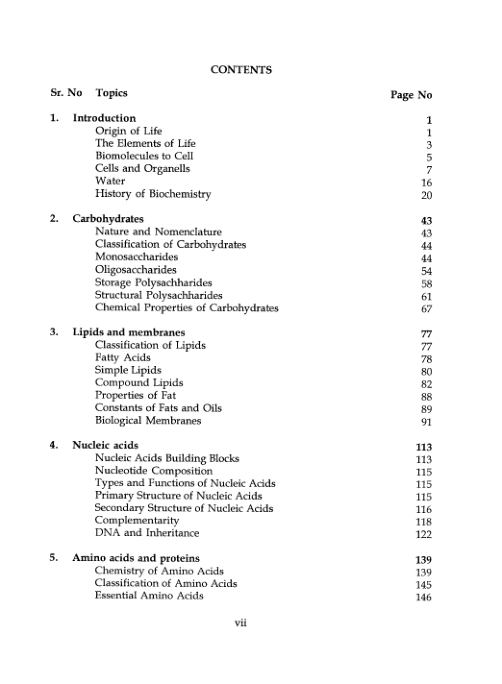 CONTENTS
Sr. No Topics Page No
1. Introduction 1
Origin of Life 1
The Elements of Life 3
Biomolecules to Cell 5
Cells and Organells 7
Water 16
History of Biochemistry 20
2. Carbohydrates 43
Nature and Nomenclature 43
Classification of Carbohydrates 44
Monosaccharides 44
Oligosaccharides 54
Storage Polysachharides 58
Structural Polysachharides 61
Chemical Properties of Carbohydrates 67
3. Lipids and membranes 77
Classification of Lipids 77
Fatty Acids 78
Simple Lipids 80
Compound Lipids 82
Properties of Fat 88
Constants of Fats and Oils 89
Biological Membranes 91
4. Nucleic acids 113
Nucleic Acids Building Blocks 113
Nucleotide Composition 115
Types and Functions of Nucleic Acids 115
Primary Structure of Nucleic Acids 115
Secondary Structure of Nucleic Acids 116
Complementarity 118
DNA and Inheritance 122
5. Amino acids and proteins 139
Chemistry of Amino Acids 139
Classification of Amino Acids 145
Essential Amino Acids 146
vii